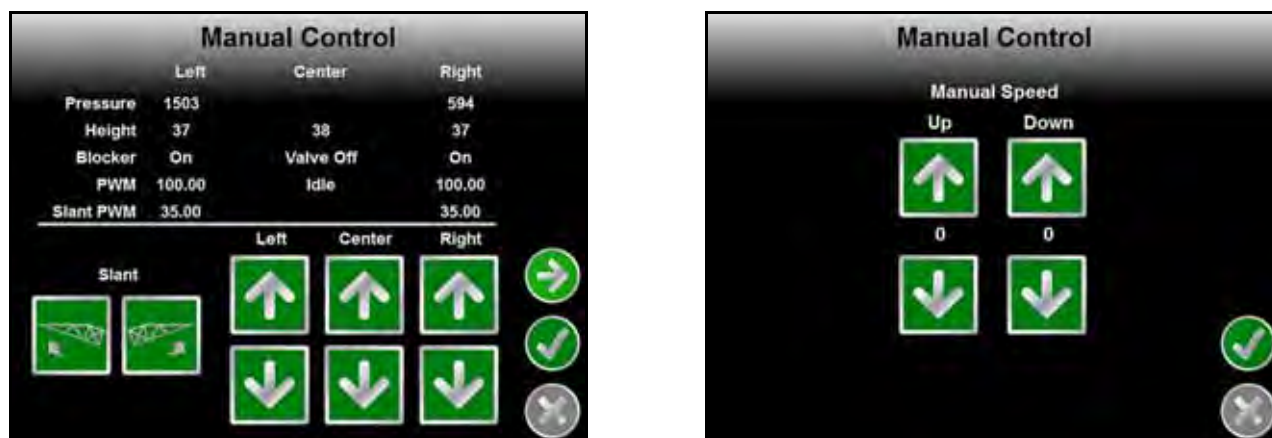 Manual Control
Left Center Right
Pressure 1503 594
Height 37 38 37
Blocker On Valve Off On
PWM 100.00 Idle 100.00
Slant PWM 35.00 35.00
Left Center Right
Slant
Manual Control
Manual Speed
Up Down
0 0